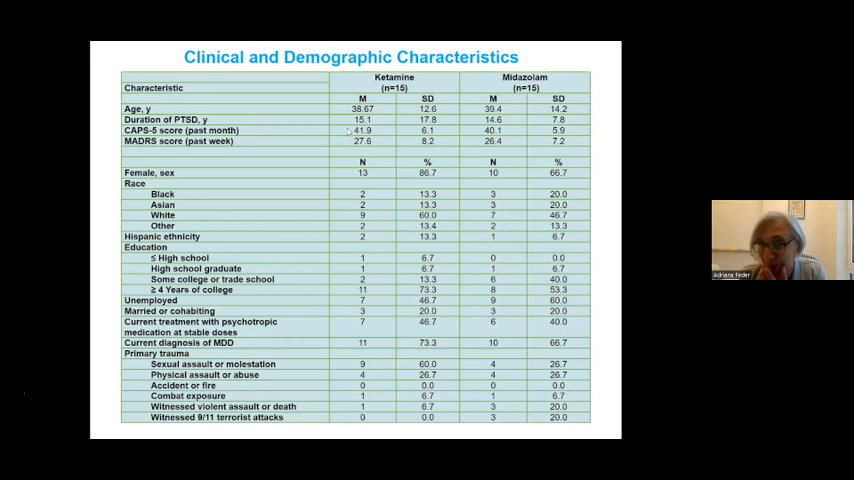 Clinical and Demographic Characteristics
Ketamine Midazolam
Characteristic (n=15) (n=15)
M SD M SD
Age, y 38.67 12.6 39.4 14.2
Duration of PTSD, y 15.1 17.8 14.6 7.8
CAPS-5 score (past month) 41.9 6.1 40.1 5.9
MADRS score (past week) 27.6 8.2 26.4 7.2
N % N %
Female, sex 13 86.7 10 66.7
Race
Black 2 13.3 3 20.0
Asian 2 13.3 3 20.0
White 9 60.0 7 46.7
Other 2 13.4 2 13.3
Hispanic ethnicity 2 13.3 1 6.7
Education
≤ High school 1 6.7 0 0.0
High school graduate 1 6.7 1 6.7
Some college or trade school 2 13.3 6 40.0
≥ 4 Years of college 11 73.3 8 53.3
Unemployed 7 46.7 9 60.0
Married or cohabiting 3 20.0 3 20.0
Current treatment with psychotropic 7 46.7 6 40.0
medication at stable doses
Current diagnosis of MDD 11 73.3 10 66.7
Primary trauma
Sexual assault or molestation 9 60.0 4 26.7
Physical assault or abuse 4 26.7 4 26.7
Accident or fire 0 0.0 0 0.0
Combat exposure 1 6.7 1 6.7
Witnessed violent assault or death 1 6.7 3 20.0
Witnessed 9/11 terrorist attacks 0 0.0 3 20.0
Adriana Feder